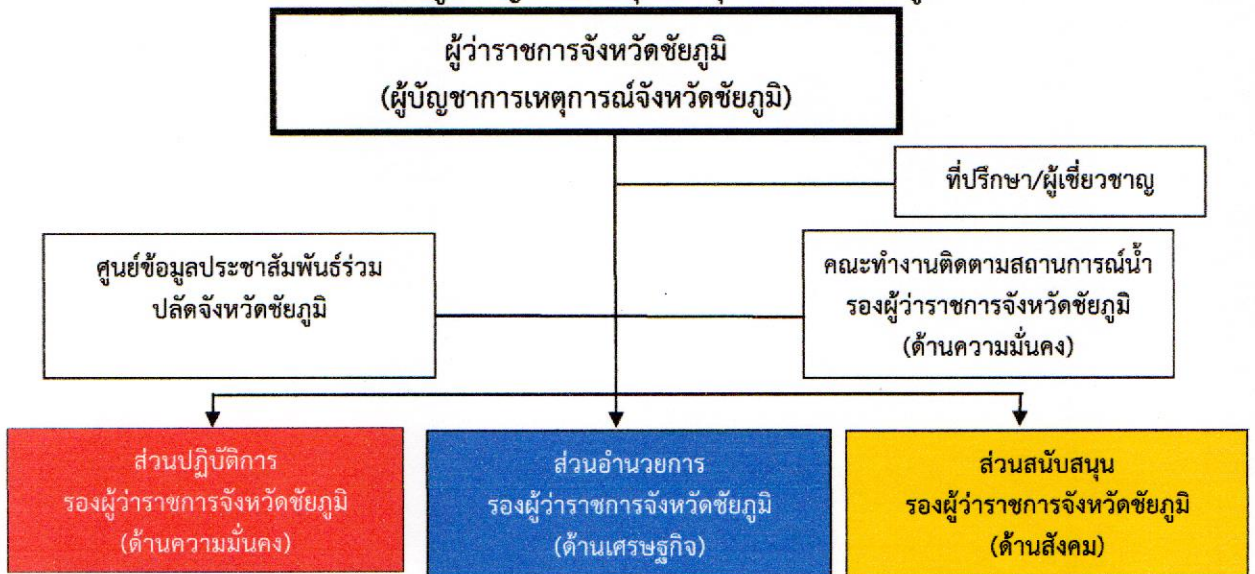 ผู้ว่าราชการจังหวัดชัยภูมิ
(ผู้บัญชาการเหตุการณ์จังหวัดชัยภูมิ)
ที่ปรึกษา/ผู้เชี่ยวชาญ
ศูนย์ข้อมูลประชาสัมพันธ์ร่วม
ปลัดจังหวัดชัยภูมิ
คณะทำงานติดตามสถานการณ์น้ำ
รองผู้ว่าราชการจังหวัดชัยภูมิ
(ด้านความมั่นคง)
ส่วนปฏิบัติการ
รองผู้ว่าราชการจังหวัดชัยภูมิ
(ด้านความมั่นคง)
ส่วนอำนวยการ
รองผู้ว่าราชการจังหวัดชัยภูมิ
(ด้านเศรษฐกิจ)
ส่วนสนับสนุน
รองผู้ว่าราชการจังหวัดชัยภูมิ
(ด้านสังคม)